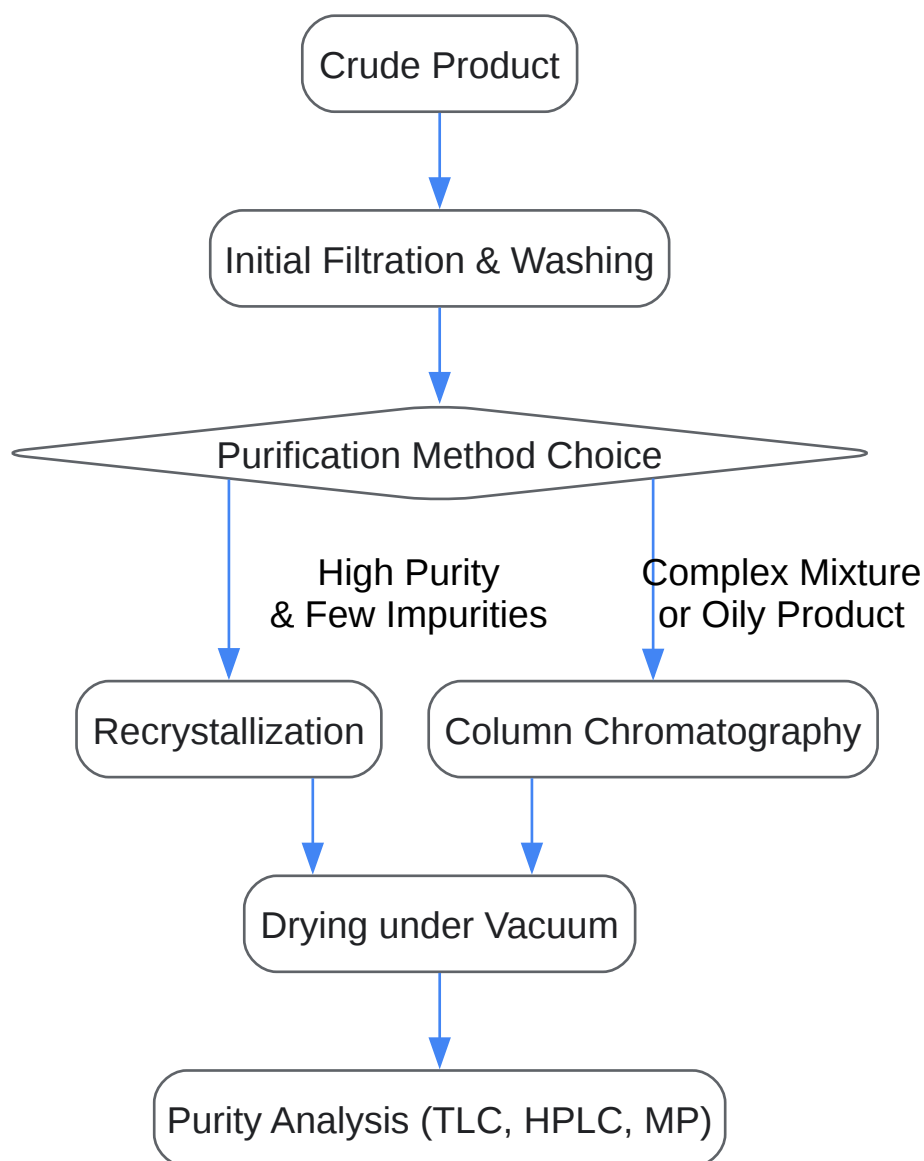 Crude Product
Initial Filtration & Washing
Purification Method Choice
High Purity
& Few Impurities
Complex Mixture
or Oily Product
Recrystallization
Column Chromatography
Drying under Vacuum
Purity Analysis (TLC, HPLC, MP)